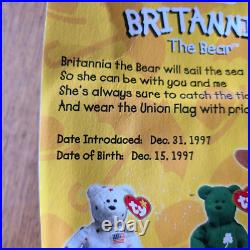 BRITANNI
The Bear
Britannia the Bear will sail the sea
So she can be with you and me
She's always sure to catch the
And wear the Union Flag with
Date Introduced: Dec. 31, 1997
Date of Birth: Dec. 15, 1997